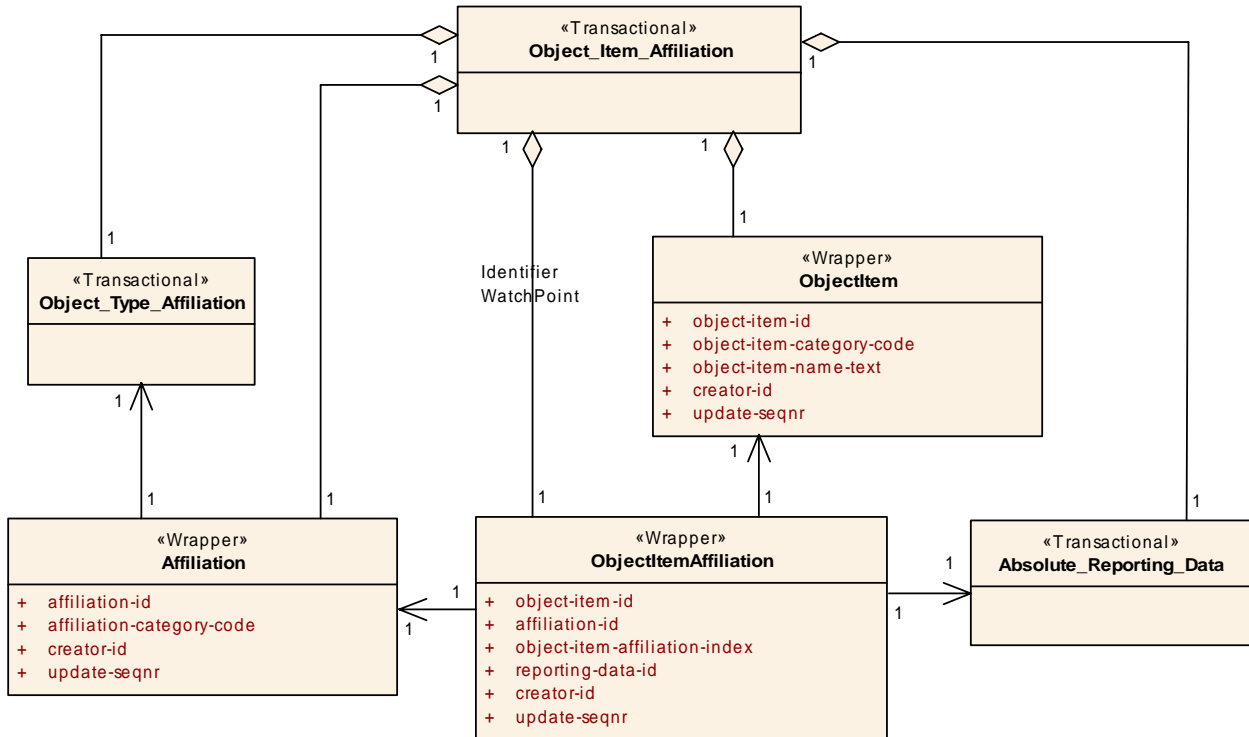 «Transactional»
Object_Item_Affiliation
1
1
1
1
1
1
1
«Transactional»
Object_Type_Affiliation
Identifier
WatchPoint
«Wrapper»
ObjectItem
+ object-item-id
+ object-item-category-code
+ object-item-name-text
+ creator-id
+ update-seqnr
1
1
1
1
1
1
1
«Wrapper»
Affiliation
+ affiliation-id
+ affiliation-category-code
+ creator-id
+ update-seqnr
1
1
«Wrapper»
ObjectItemAffiliation
+ object-item-id
+ affiliation-id
+ object-item-affiliation-index
+ reporting-data-id
+ creator-id
+ update-seqnr
1
1
«Transactional»
Absolute_Reporting_Data